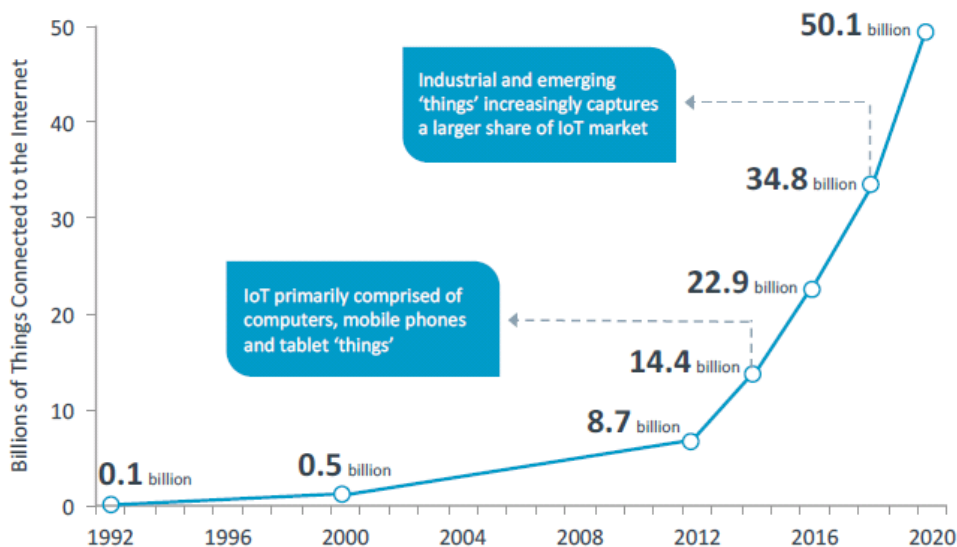 Billions of Things Connected to the Internet
50
40
30
20
10
0
50.1 billion
Industrial and emerging
‘things’ increasingly captures
a larger share of IoT market
34.8 billion
22.9 billion
IoT primarily comprised of
computers, mobile phones
and tablet ‘things’
14.4 billion
8.7 billion
0.5 billion
0.1 billion
1992 1996 2000 2004 2008 2012 2016 2020